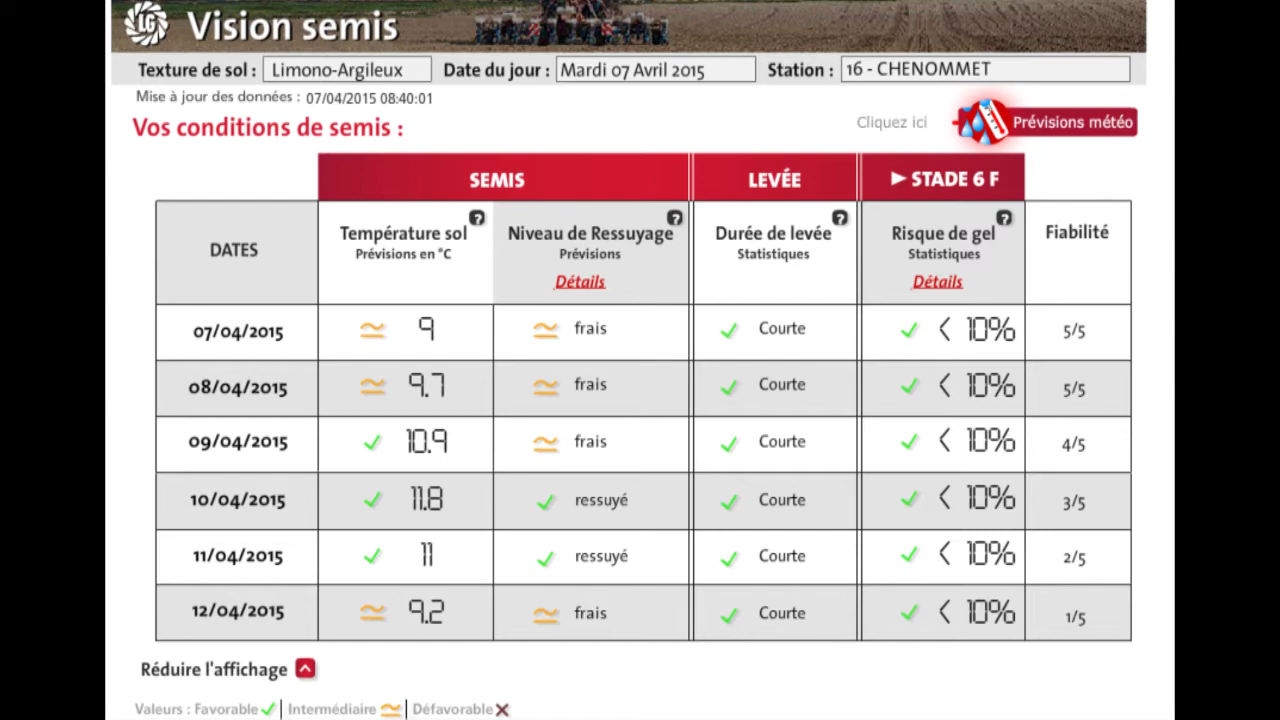 LG Vision semis
Texture de sol : Limono-Argileux Date du jour : Mardi 07 Avril 2015 Station : 16 - CHENOMMET
Mise à jour des données : 07/04/2015 08:40:01
Vos conditions de semis :
Cliquez ici Prévisions météo
SEMIS LEVÉE ► STADE 6 F
DATES Température sol ? Niveau de Ressuyage ? Durée de levée ? Risque de gel ? Fiabilité
Prévisions en °C Prévisions Statistiques Statistiques
Détails Détails
07/04/2015 ≃ 9 ≃ frais ✓ Courte ✓ < 10% 5/5
08/04/2015 ≃ 9.7 ≃ frais ✓ Courte ✓ < 10% 5/5
09/04/2015 ✓ 10.9 ≃ frais ✓ Courte ✓ < 10% 4/5
10/04/2015 ✓ 11.8 ✓ ressuyé ✓ Courte ✓ < 10% 3/5
11/04/2015 ✓ 11 ✓ ressuyé ✓ Courte ✓ < 10% 2/5
12/04/2015 ≃ 9.2 ≃ frais ✓ Courte ✓ < 10% 1/5
Réduire l'affichage
Valeurs : Favorable ✓ | Intermédiaire ≃ | Défavorable ✗